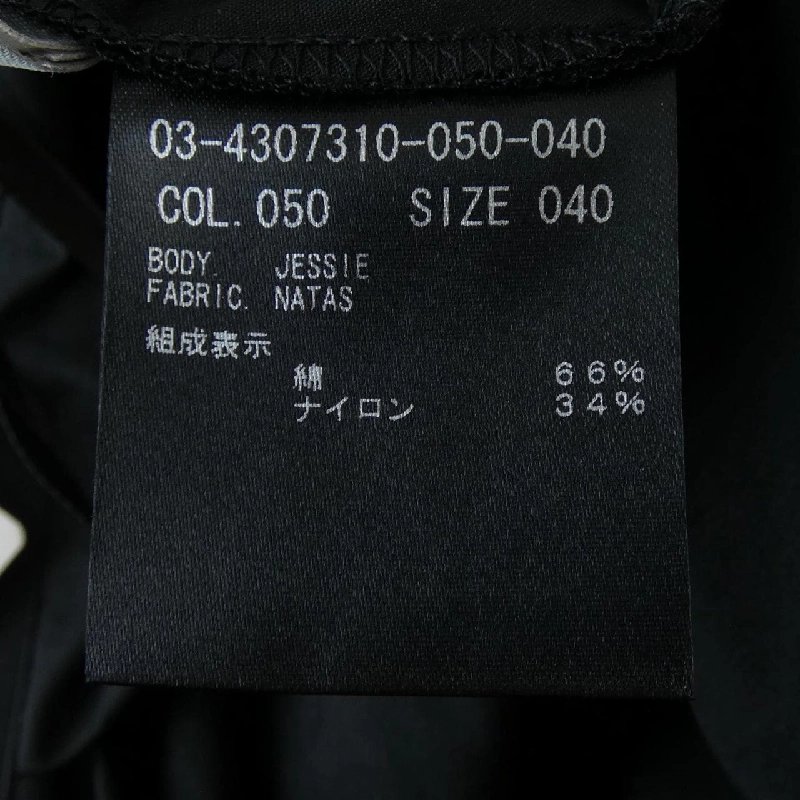 03-4307310-050-040
COL. 050 SIZE 040
BODY. JESSIE
FABRIC. NATAS
組成表示
綿 66%
ナイロン 34%